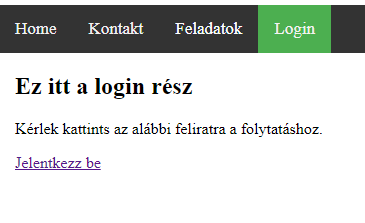 Home Kontakt Feladatok Login
Ez itt a login rész
Kérlek kattints az alábbi feliratra a folytatáshoz.
Jelentkezz be